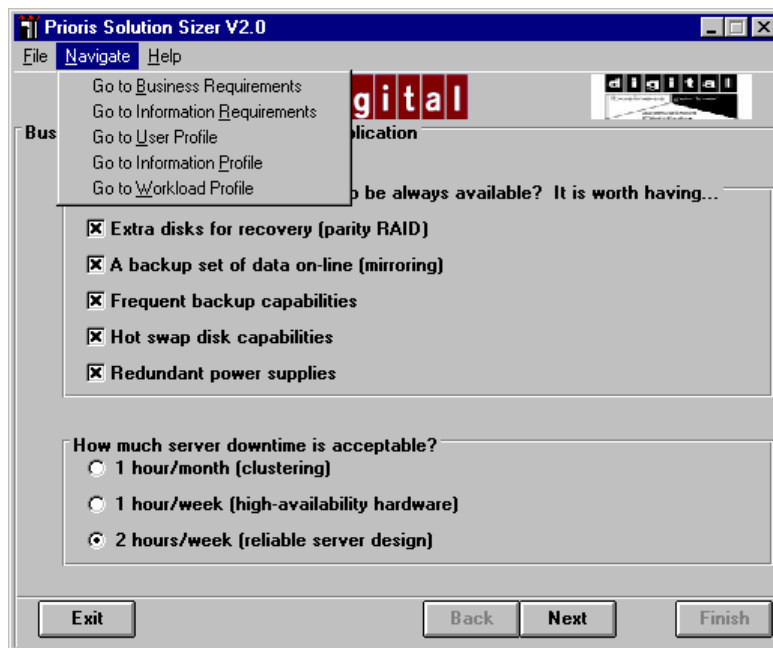 Prioris Solution Sizer V2.0
File Navigate Help
Go to Business Requirements
Go to Information Requirements
Go to User Profile
Go to Information Profile
Go to Workload Profile
gital
digital
Bus
plication
o be always available? It is worth having...
Extra disks for recovery (parity RAID)
A backup set of data on-line (mirroring)
Frequent backup capabilities
Hot swap disk capabilities
Redundant power supplies
How much server downtime is acceptable?
1 hour/month (clustering)
1 hour/week (high-availability hardware)
2 hours/week (reliable server design)
Exit Back Next Finish